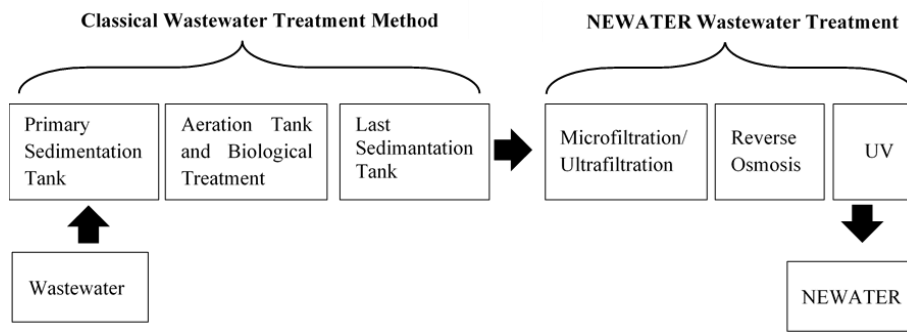 Classical Wastewater Treatment Method
NEWATER Wastewater Treatment
Primary
Sedimentation
Tank
Aeration Tank
and Biological
Treatment
Last
Sedimantation
Tank
Microfiltration/
Ultrafiltration
Reverse
Osmosis
UV
Wastewater
NEWATER